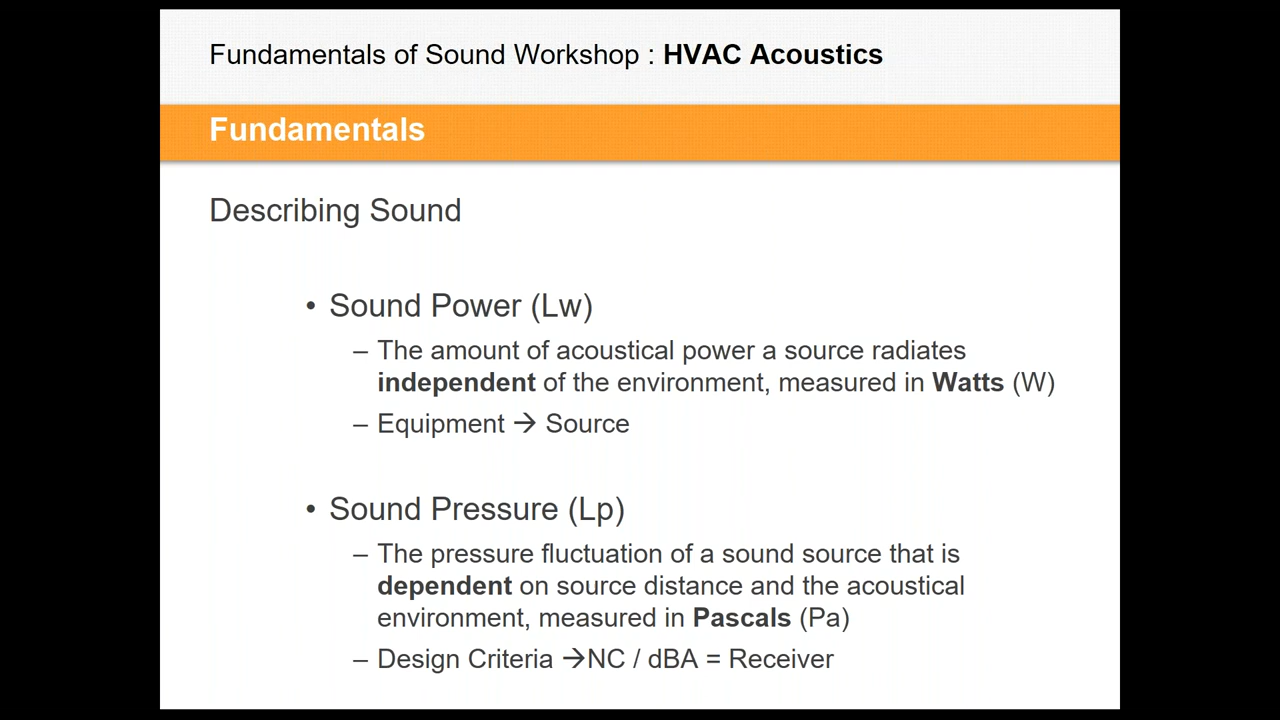 Fundamentals of Sound Workshop : HVAC Acoustics
Fundamentals
Describing Sound
• Sound Power (Lw)
– The amount of acoustical power a source radiates
independent of the environment, measured in Watts (W)
– Equipment → Source
• Sound Pressure (Lp)
– The pressure fluctuation of a sound source that is
dependent on source distance and the acoustical
environment, measured in Pascals (Pa)
– Design Criteria →NC / dBA = Receiver